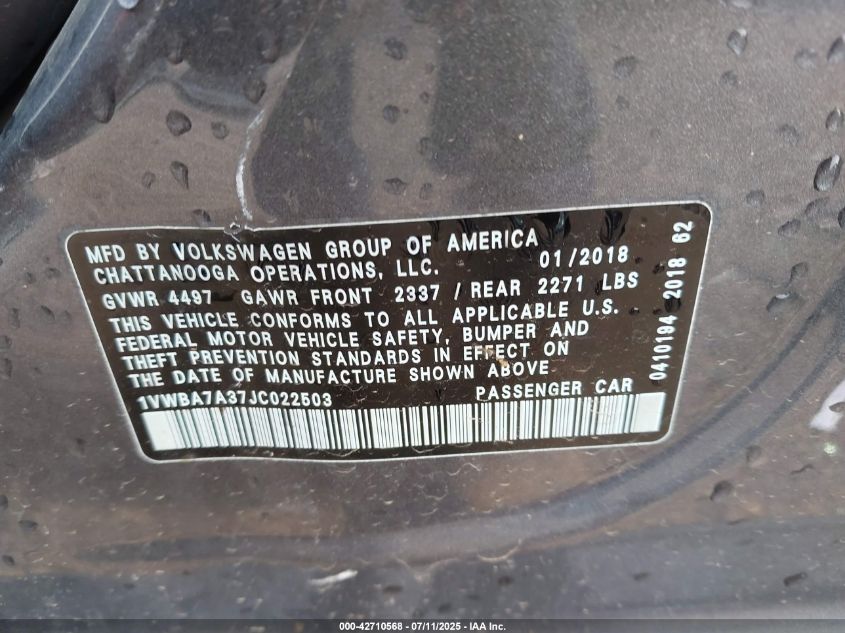 MFD BY VOLKSWAGEN GROUP OF AMERICA
CHATTANOOGA OPERATIONS, LLC. 01/2018
GVWR 4497 GAWR FRONT 2337 / REAR 2271 LBS
THIS VEHICLE CONFORMS TO ALL APPLICABLE U.S.
FEDERAL MOTOR VEHICLE SAFETY, BUMPER AND
THEFT PREVENTION STANDARDS IN EFFECT ON
THE DATE OF MANUFACTURE SHOWN ABOVE
1VWBA7A37JC022503 PASSENGER CAR
0410194 2018 62
000-42710568 - 07/11/2025 - IAA Inc.